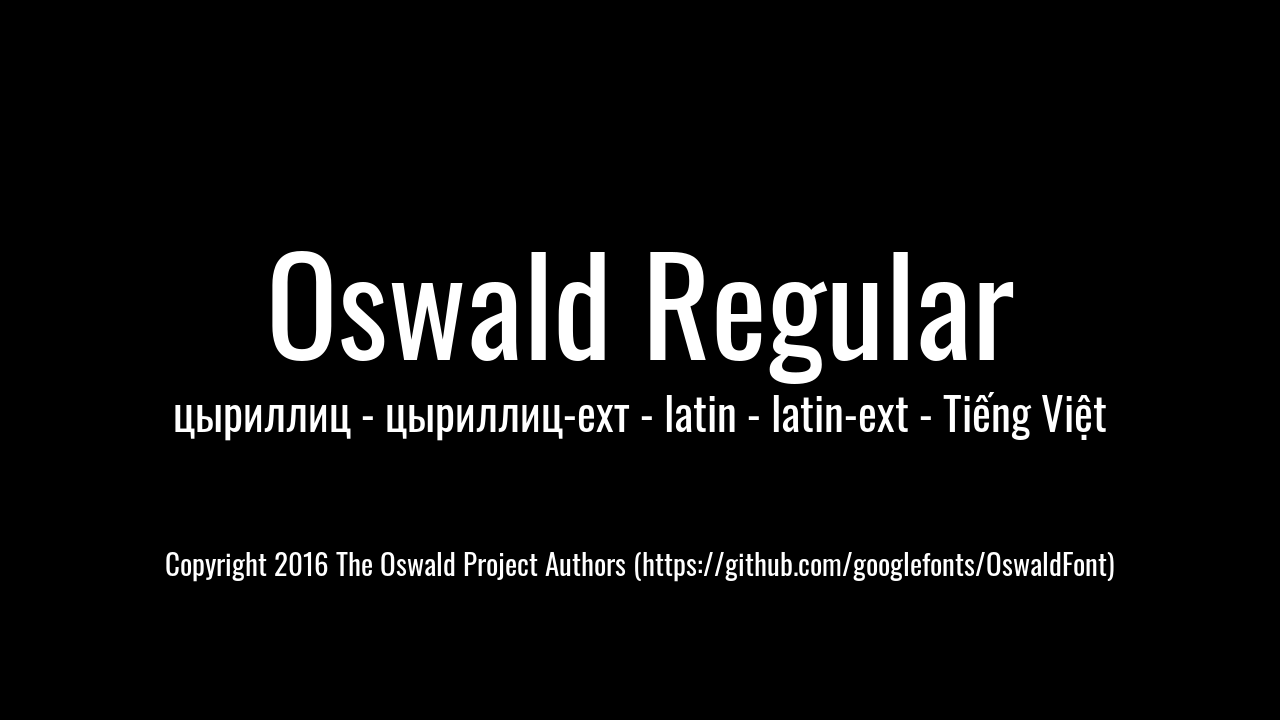 Oswald Regular
цыриллиц - цыриллиц-ехт - latin - latin-ext - Tiếng Việt
Copyright 2016 The Oswald Project Authors (https://github.com/googlefonts/OswaldFont)